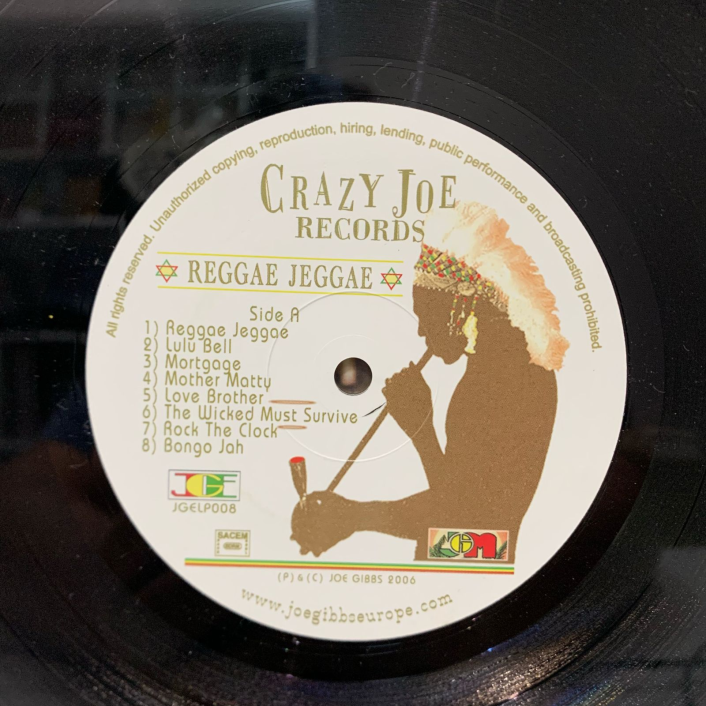 All rights reserved. Unauthorized copying, reproduction, hiring, lending, public performance and broadcasting prohibited.
CRAZY JOE
RECORDS
REGGAE JEGGAE
Side A
1) Reggae Jeggae
2) Lulu Bell
3) Mortgage
4) Mother Matty
5) Love Brother
6) The Wicked Must Survive
7) Rock The Clock
8) Bongo Jah
JGE
JGELP008
SACEM
JGM
(P) & (C) JOE GIBBS 2006
www.joegibbseurope.com